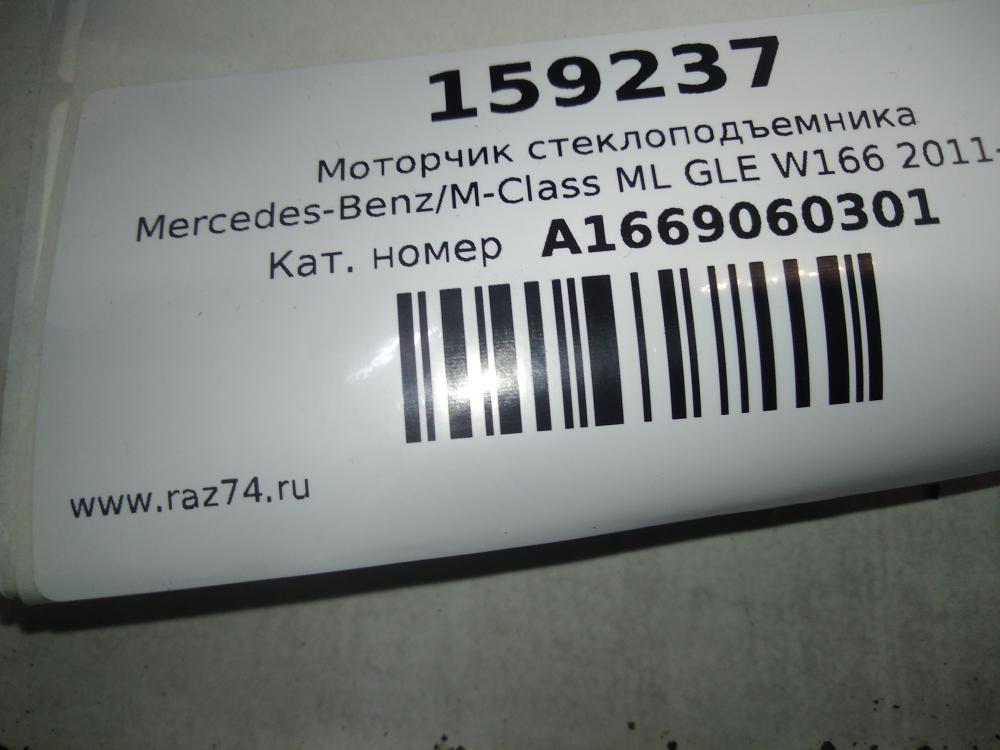 159237
Моторчик стеклоподъемника
Mercedes-Benz/M-Class ML GLE W166 2011-
Кат. номер A1669060301
www.raz74.ru